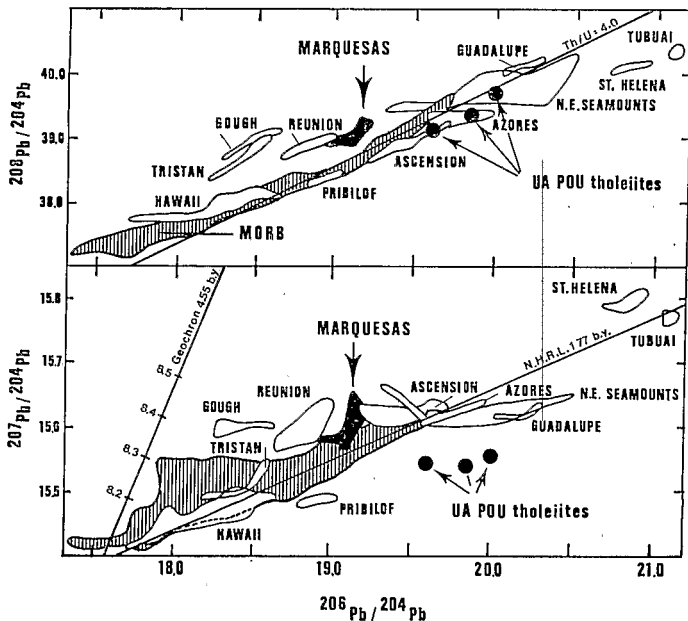 MARQUESAS
GUADALUPE
Th/U=4.0
TUBUAI
ST. HELENA
N.E.SEAMOUNTS
AZORES
GOUGH
REUNION
TRISTAN
ASCENSION
HAWAII
PRIBILOF
UA POU tholeiites
MORB
40.0
39.0
38.0
208Pb/204Pb
Geochron 4.55 b.y.
8.5
8.4
8.3
8.2
ST. HELENA
TUBUAI
N.H.R.L. 1.77 b.y.
MARQUESAS
REUNION
GOUGH
TRISTAN
ASCENSION
AZORES
N.E. SEAMOUNTS
GUADALUPE
PRIBILOF
HAWAII
UA POU tholeiites
15.8
15.7
15.6
15.5
207Pb/204Pb
18.0 19.0 20.0 21.0
206Pb/204Pb